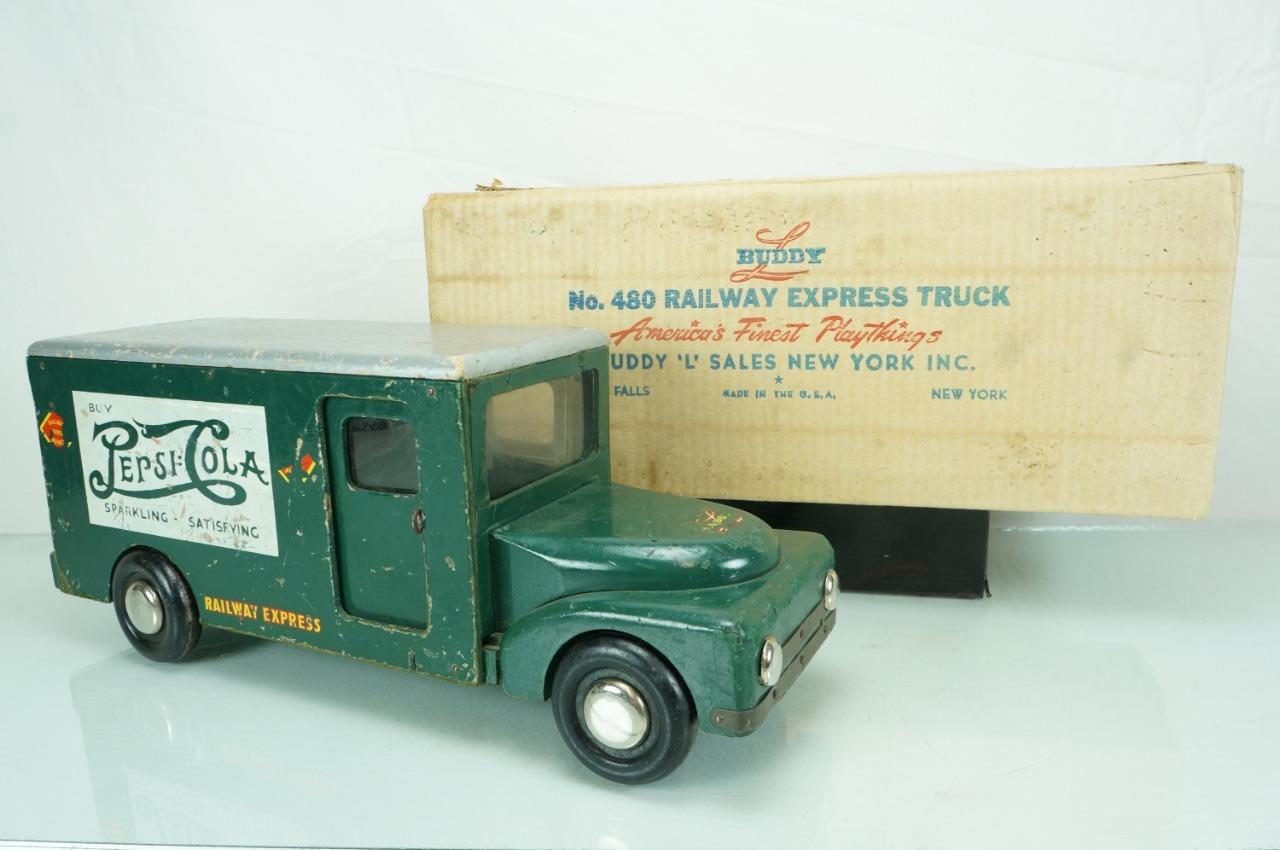 BUY
PEPSI:COLA
SPARKLING - SATISFYING
RAILWAY EXPRESS
BUDDY
L
No. 480 RAILWAY EXPRESS TRUCK
America's Finest Playthings
UDDY 'L' SALES NEW YORK INC.
FALLS MADE IN THE U.S.A. NEW YORK